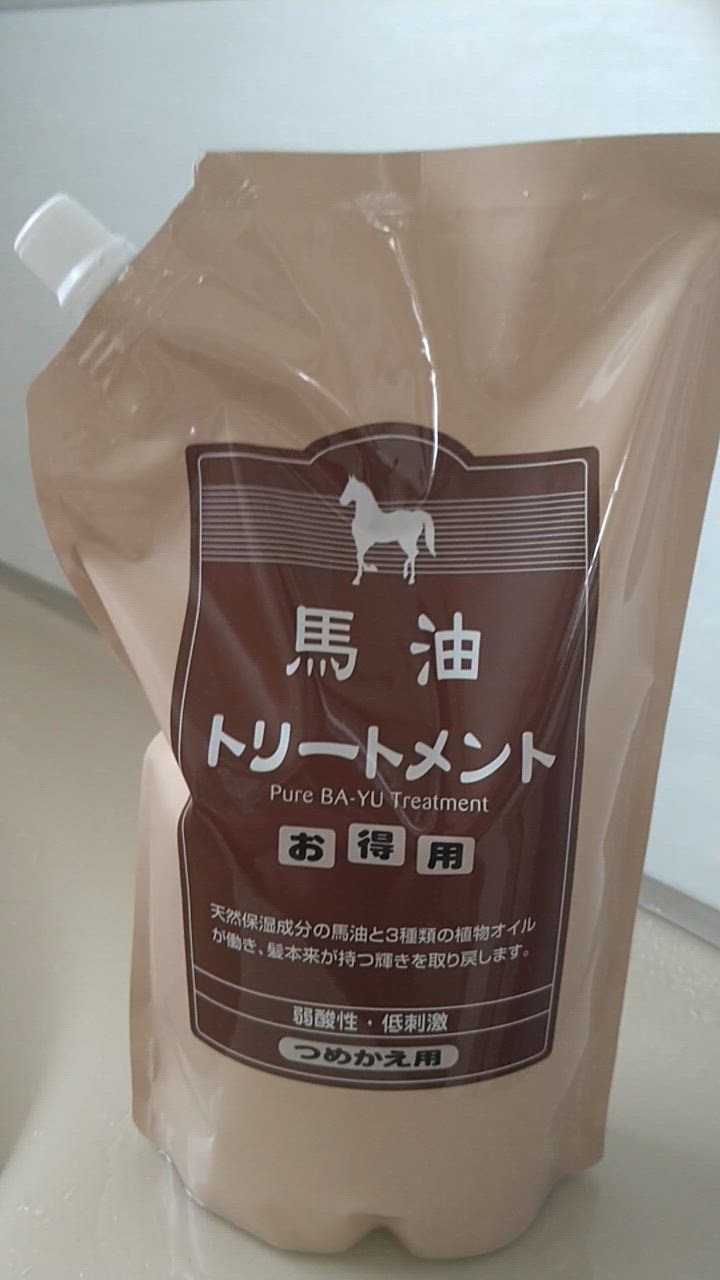 馬油
トリートメント
Pure BA-YU Treatment
お得用
天然保湿成分の馬油と3種類の植物オイル
が働き、髪本来が持つ輝きを取り戻します。
弱酸性・低刺激
つめかえ用